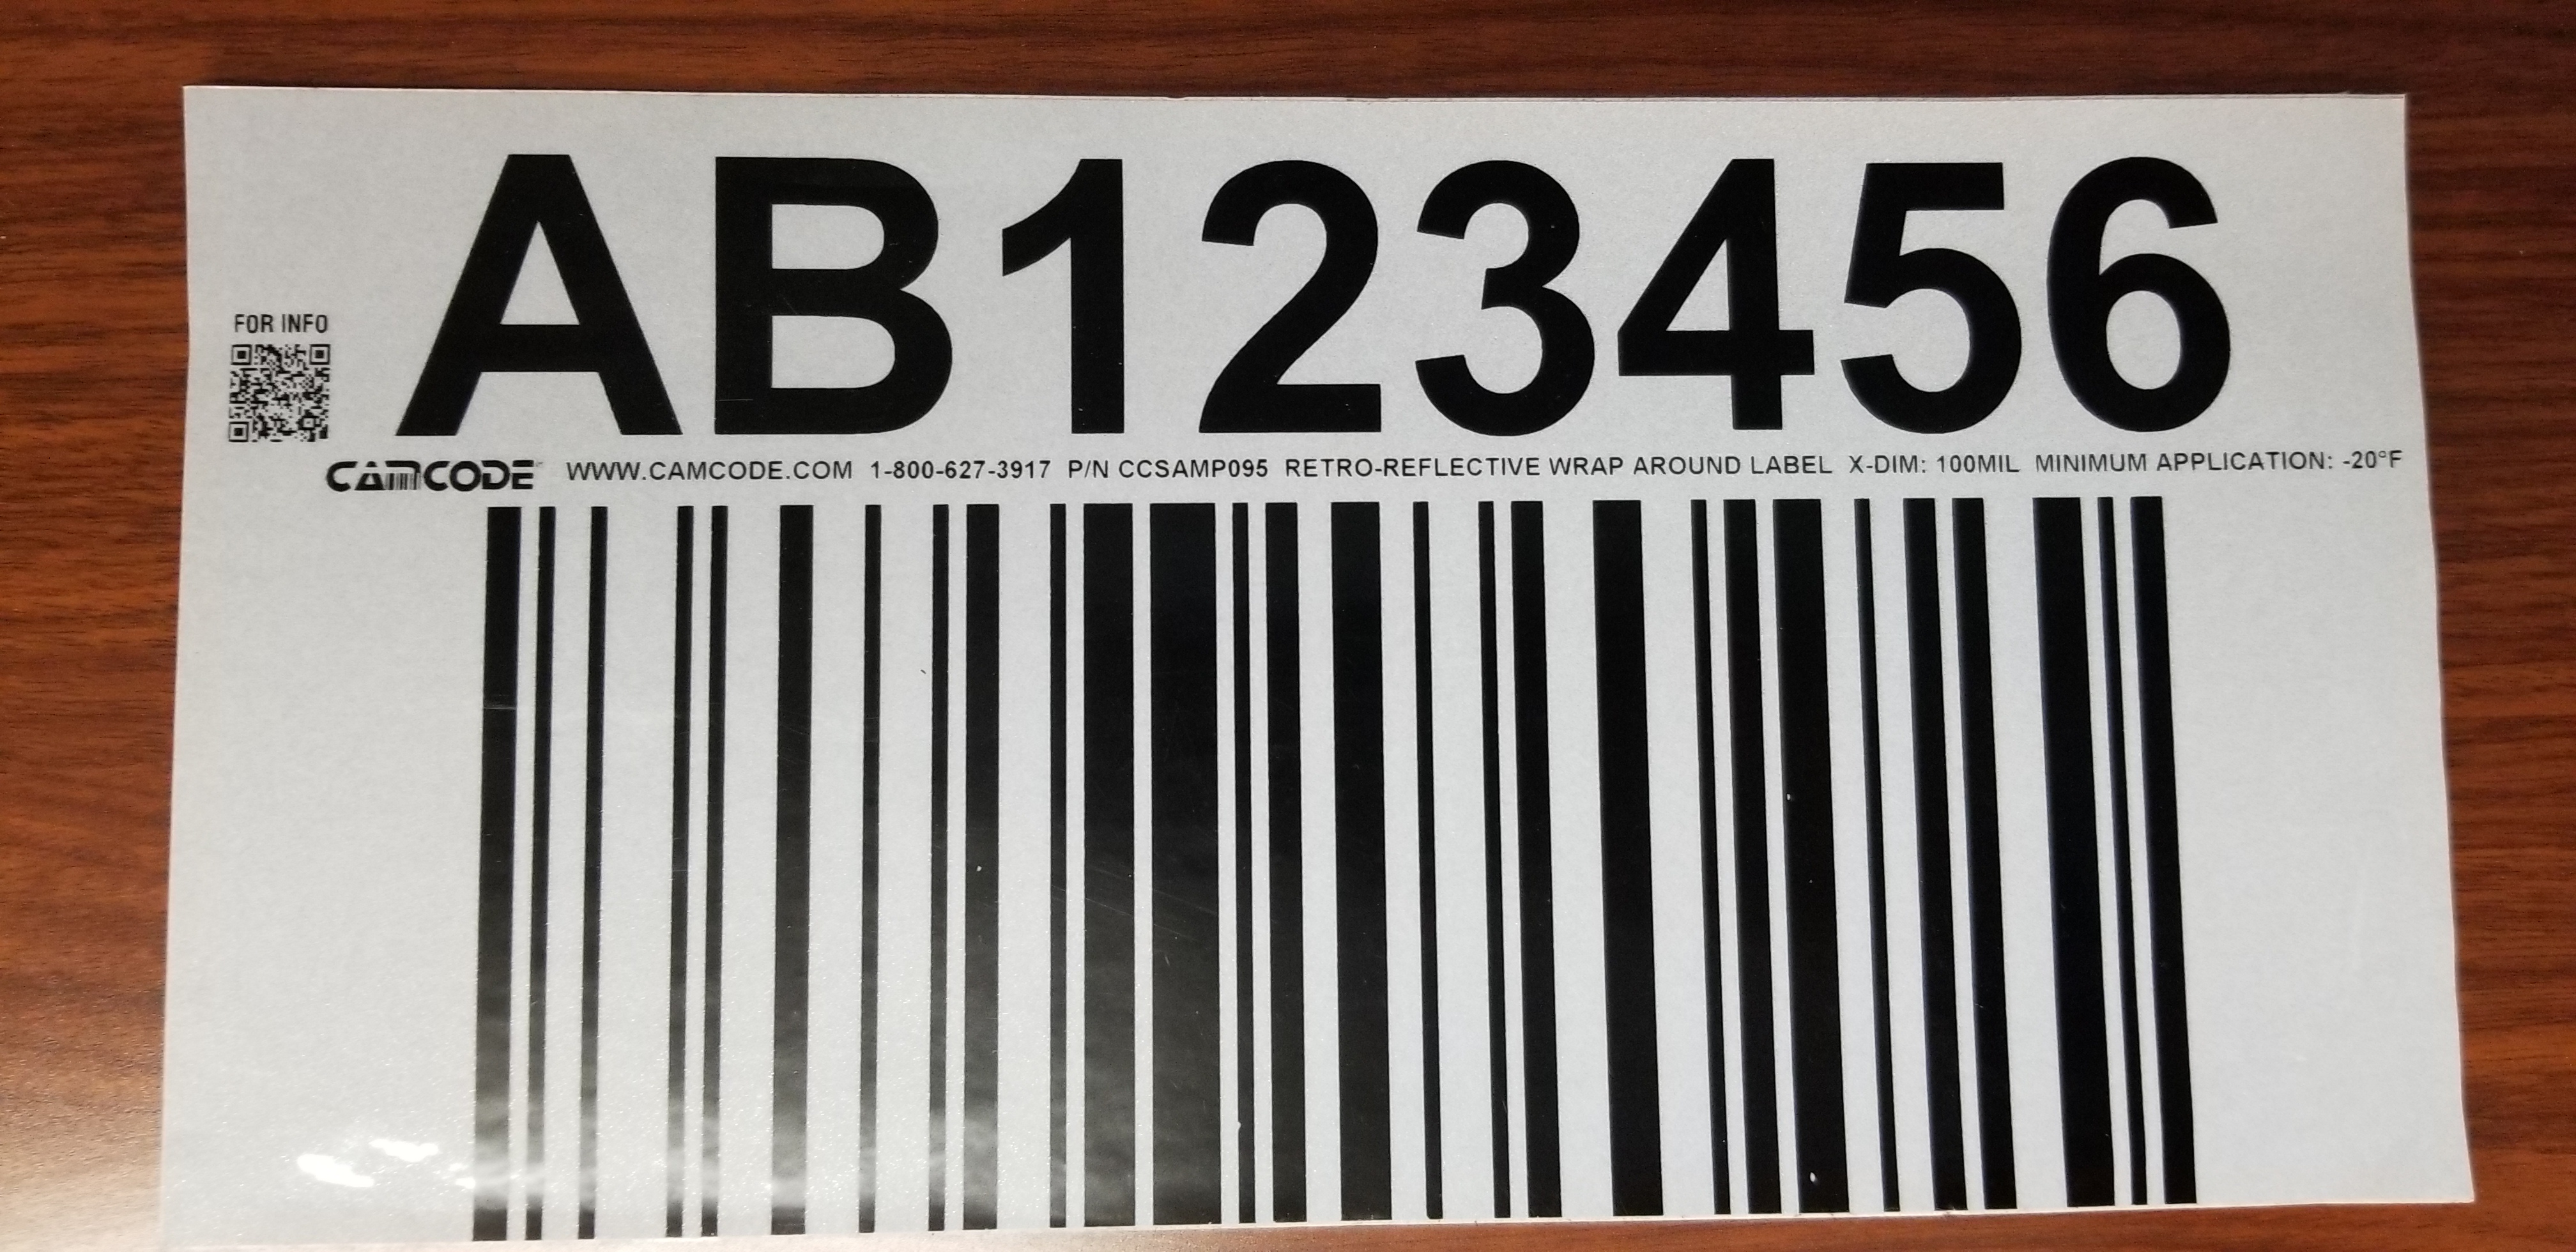 AB123456
FOR INFO
CAMCODE WWW.CAMCODE.COM 1-800-627-3917 P/N CCSAMP095 RETRO-REFLECTIVE WRAP AROUND LABEL X-DIM: 100MIL MINIMUM APPLICATION: -20°F